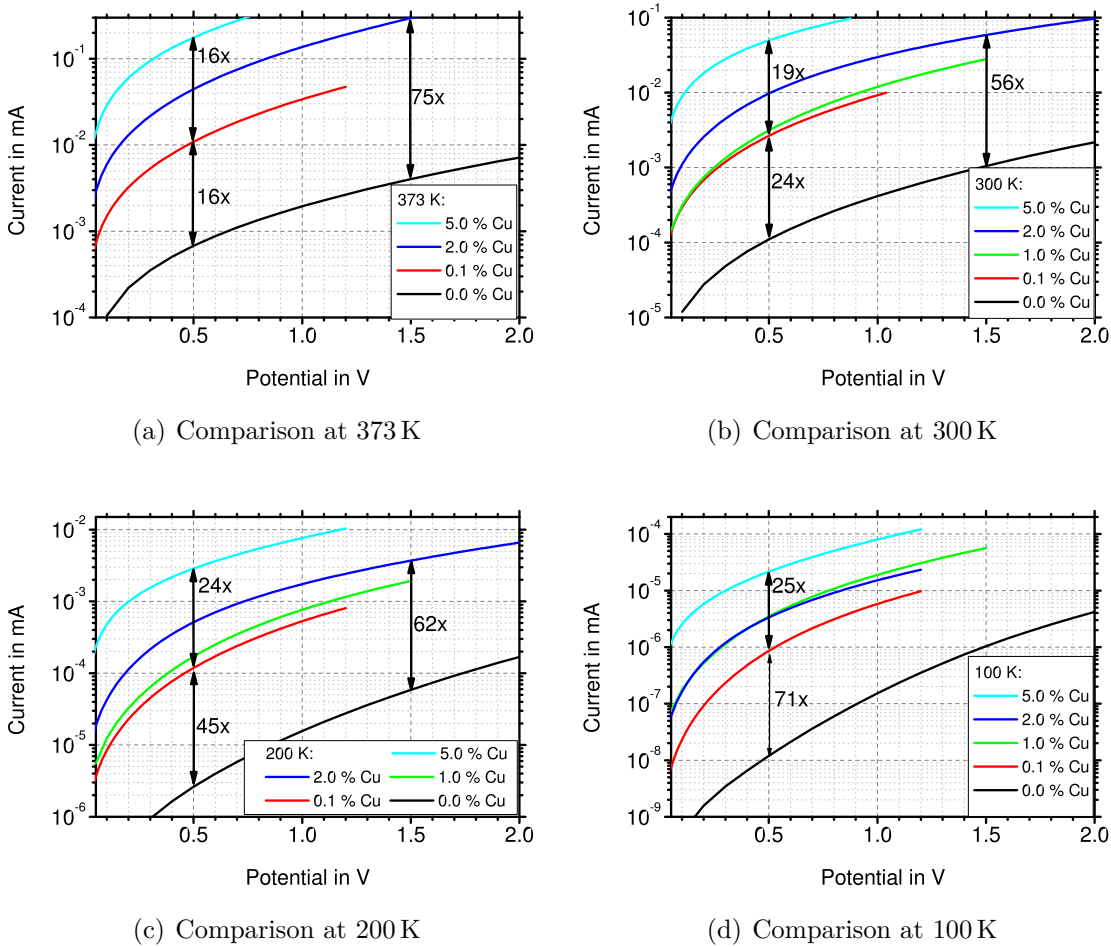 10⁻¹
10⁻²
10⁻³
10⁻⁴
Current in mA
16x
16x
75x
373 K:
5.0 % Cu
2.0 % Cu
0.1 % Cu
0.0 % Cu
0.5
1.0
1.5
2.0
Potential in V
(a) Comparison at 373 K
10⁻¹
10⁻²
10⁻³
10⁻⁴
10⁻⁵
Current in mA
19x
24x
56x
300 K:
5.0 % Cu
2.0 % Cu
1.0 % Cu
0.1 % Cu
0.0 % Cu
0.5
1.0
1.5
2.0
Potential in V
(b) Comparison at 300 K
10⁻²
10⁻³
10⁻⁴
10⁻⁵
10⁻⁶
Current in mA
24x
45x
62x
200 K:
5.0 % Cu
2.0 % Cu
1.0 % Cu
0.1 % Cu
0.0 % Cu
0.5
1.0
1.5
2.0
Potential in V
(c) Comparison at 200 K
10⁻⁴
10⁻⁵
10⁻⁶
10⁻⁷
10⁻⁸
10⁻⁹
Current in mA
25x
71x
100 K:
5.0 % Cu
2.0 % Cu
1.0 % Cu
0.1 % Cu
0.0 % Cu
0.5
1.0
1.5
2.0
Potential in V
(d) Comparison at 100 K